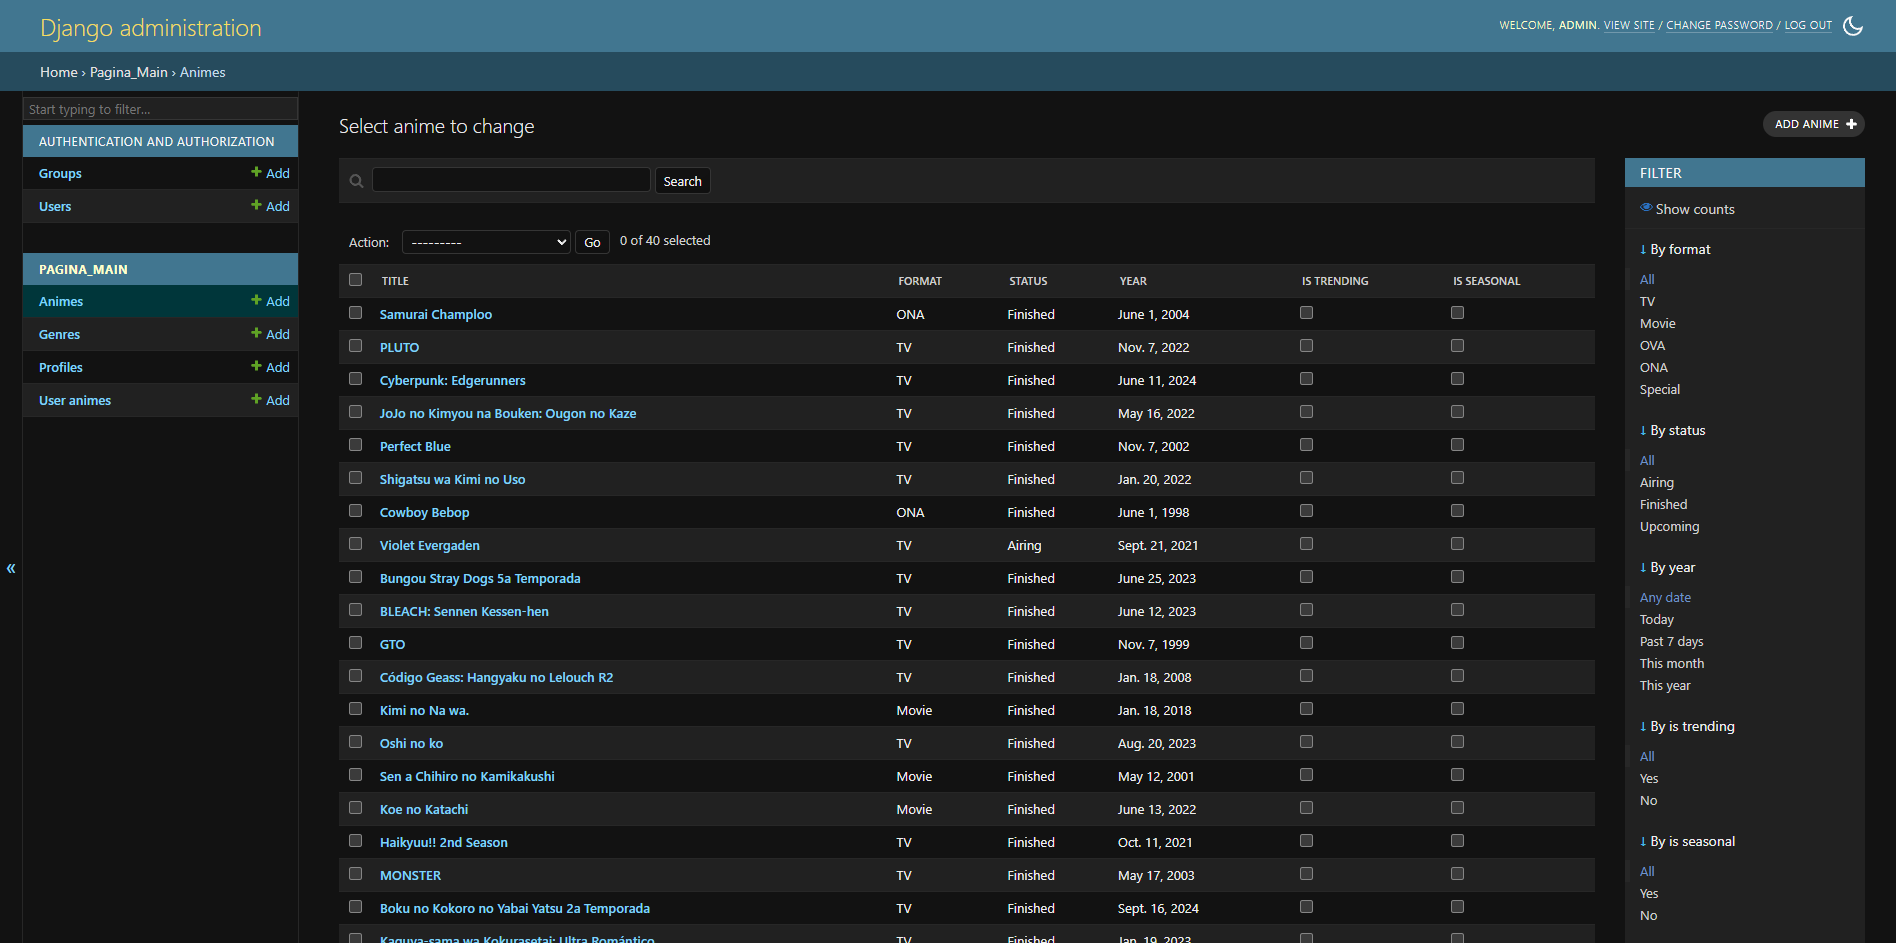 Django administration
WELCOME, ADMIN. VIEW SITE / CHANGE PASSWORD / LOG OUT
Home › Pagina_Main › Animes
Start typing to filter...
AUTHENTICATION AND AUTHORIZATION
Groups + Add
Users + Add
PAGINA_MAIN
Animes + Add
Genres + Add
Profiles + Add
User animes + Add
«
Select anime to change
ADD ANIME +
Search
Action: --------- Go 0 of 40 selected
TITLE FORMAT STATUS YEAR IS TRENDING IS SEASONAL
Samurai Champloo ONA Finished June 1, 2004
PLUTO TV Finished Nov. 7, 2022
Cyberpunk: Edgerunners TV Finished June 11, 2024
JoJo no Kimyou na Bouken: Ougon no Kaze TV Finished May 16, 2022
Perfect Blue TV Finished Nov. 7, 2002
Shigatsu wa Kimi no Uso TV Finished Jan. 20, 2022
Cowboy Bebop ONA Finished June 1, 1998
Violet Evergaden TV Airing Sept. 21, 2021
Bungou Stray Dogs 5a Temporada TV Finished June 25, 2023
BLEACH: Sennen Kessen-hen TV Finished June 12, 2023
GTO TV Finished Nov. 7, 1999
Código Geass: Hangyaku no Lelouch R2 TV Finished Jan. 18, 2008
Kimi no Na wa. Movie Finished Jan. 18, 2018
Oshi no ko TV Finished Aug. 20, 2023
Sen a Chihiro no Kamikakushi Movie Finished May 12, 2001
Koe no Katachi Movie Finished June 13, 2022
Haikyuu!! 2nd Season TV Finished Oct. 11, 2021
MONSTER TV Finished May 17, 2003
Boku no Kokoro no Yabai Yatsu 2a Temporada TV Finished Sept. 16, 2024
Kaguya-sama wa Kokurasetai: Ultra Romántico TV Finished Jan. 19, 2023
FILTER
Show counts
↓ By format
All
TV
Movie
OVA
ONA
Special
↓ By status
All
Airing
Finished
Upcoming
↓ By year
Any date
Today
Past 7 days
This month
This year
↓ By is trending
All
Yes
No
↓ By is seasonal
All
Yes
No